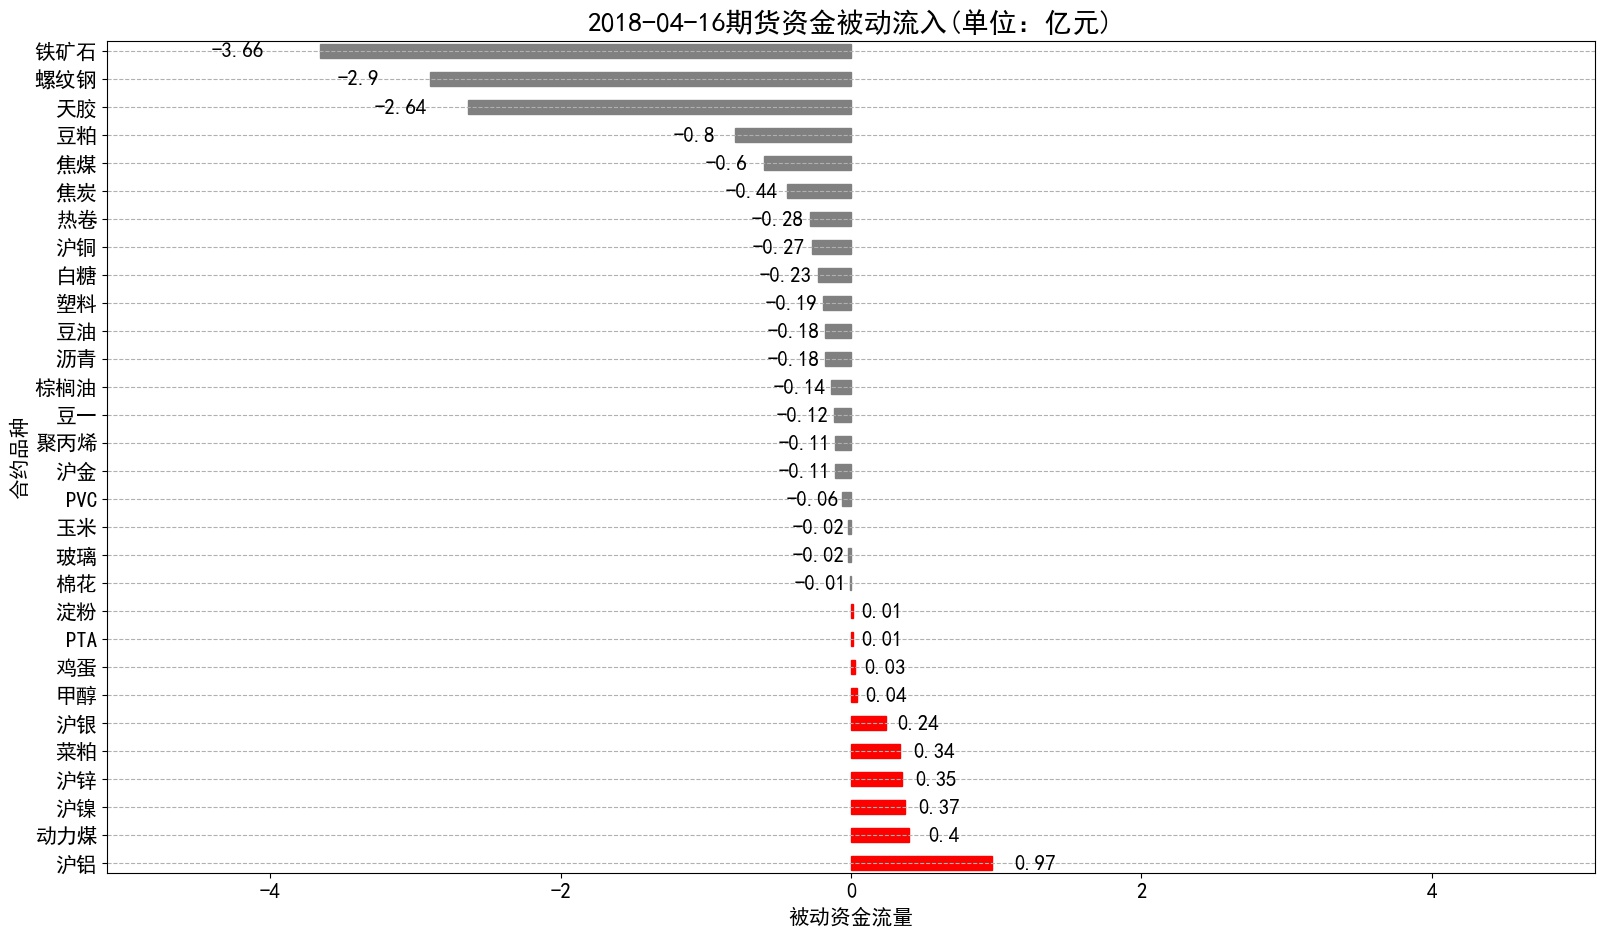 2018-04-16期货资金被动流入(单位：亿元)
合约品种
铁矿石 -3.66
螺纹钢 -2.9
天胶 -2.64
豆粕 -0.8
焦煤 -0.6
焦炭 -0.44
热卷 -0.28
沪铜 -0.27
白糖 -0.23
塑料 -0.19
豆油 -0.18
沥青 -0.18
棕榈油 -0.14
豆一 -0.12
聚丙烯 -0.11
沪金 -0.11
PVC -0.06
玉米 -0.02
玻璃 -0.02
棉花 -0.01
淀粉 0.01
PTA 0.01
鸡蛋 0.03
甲醇 0.04
沪银 0.24
菜粕 0.34
沪锌 0.35
沪镍 0.37
动力煤 0.4
沪铝 0.97
-4 -2 0 2 4
被动资金流量